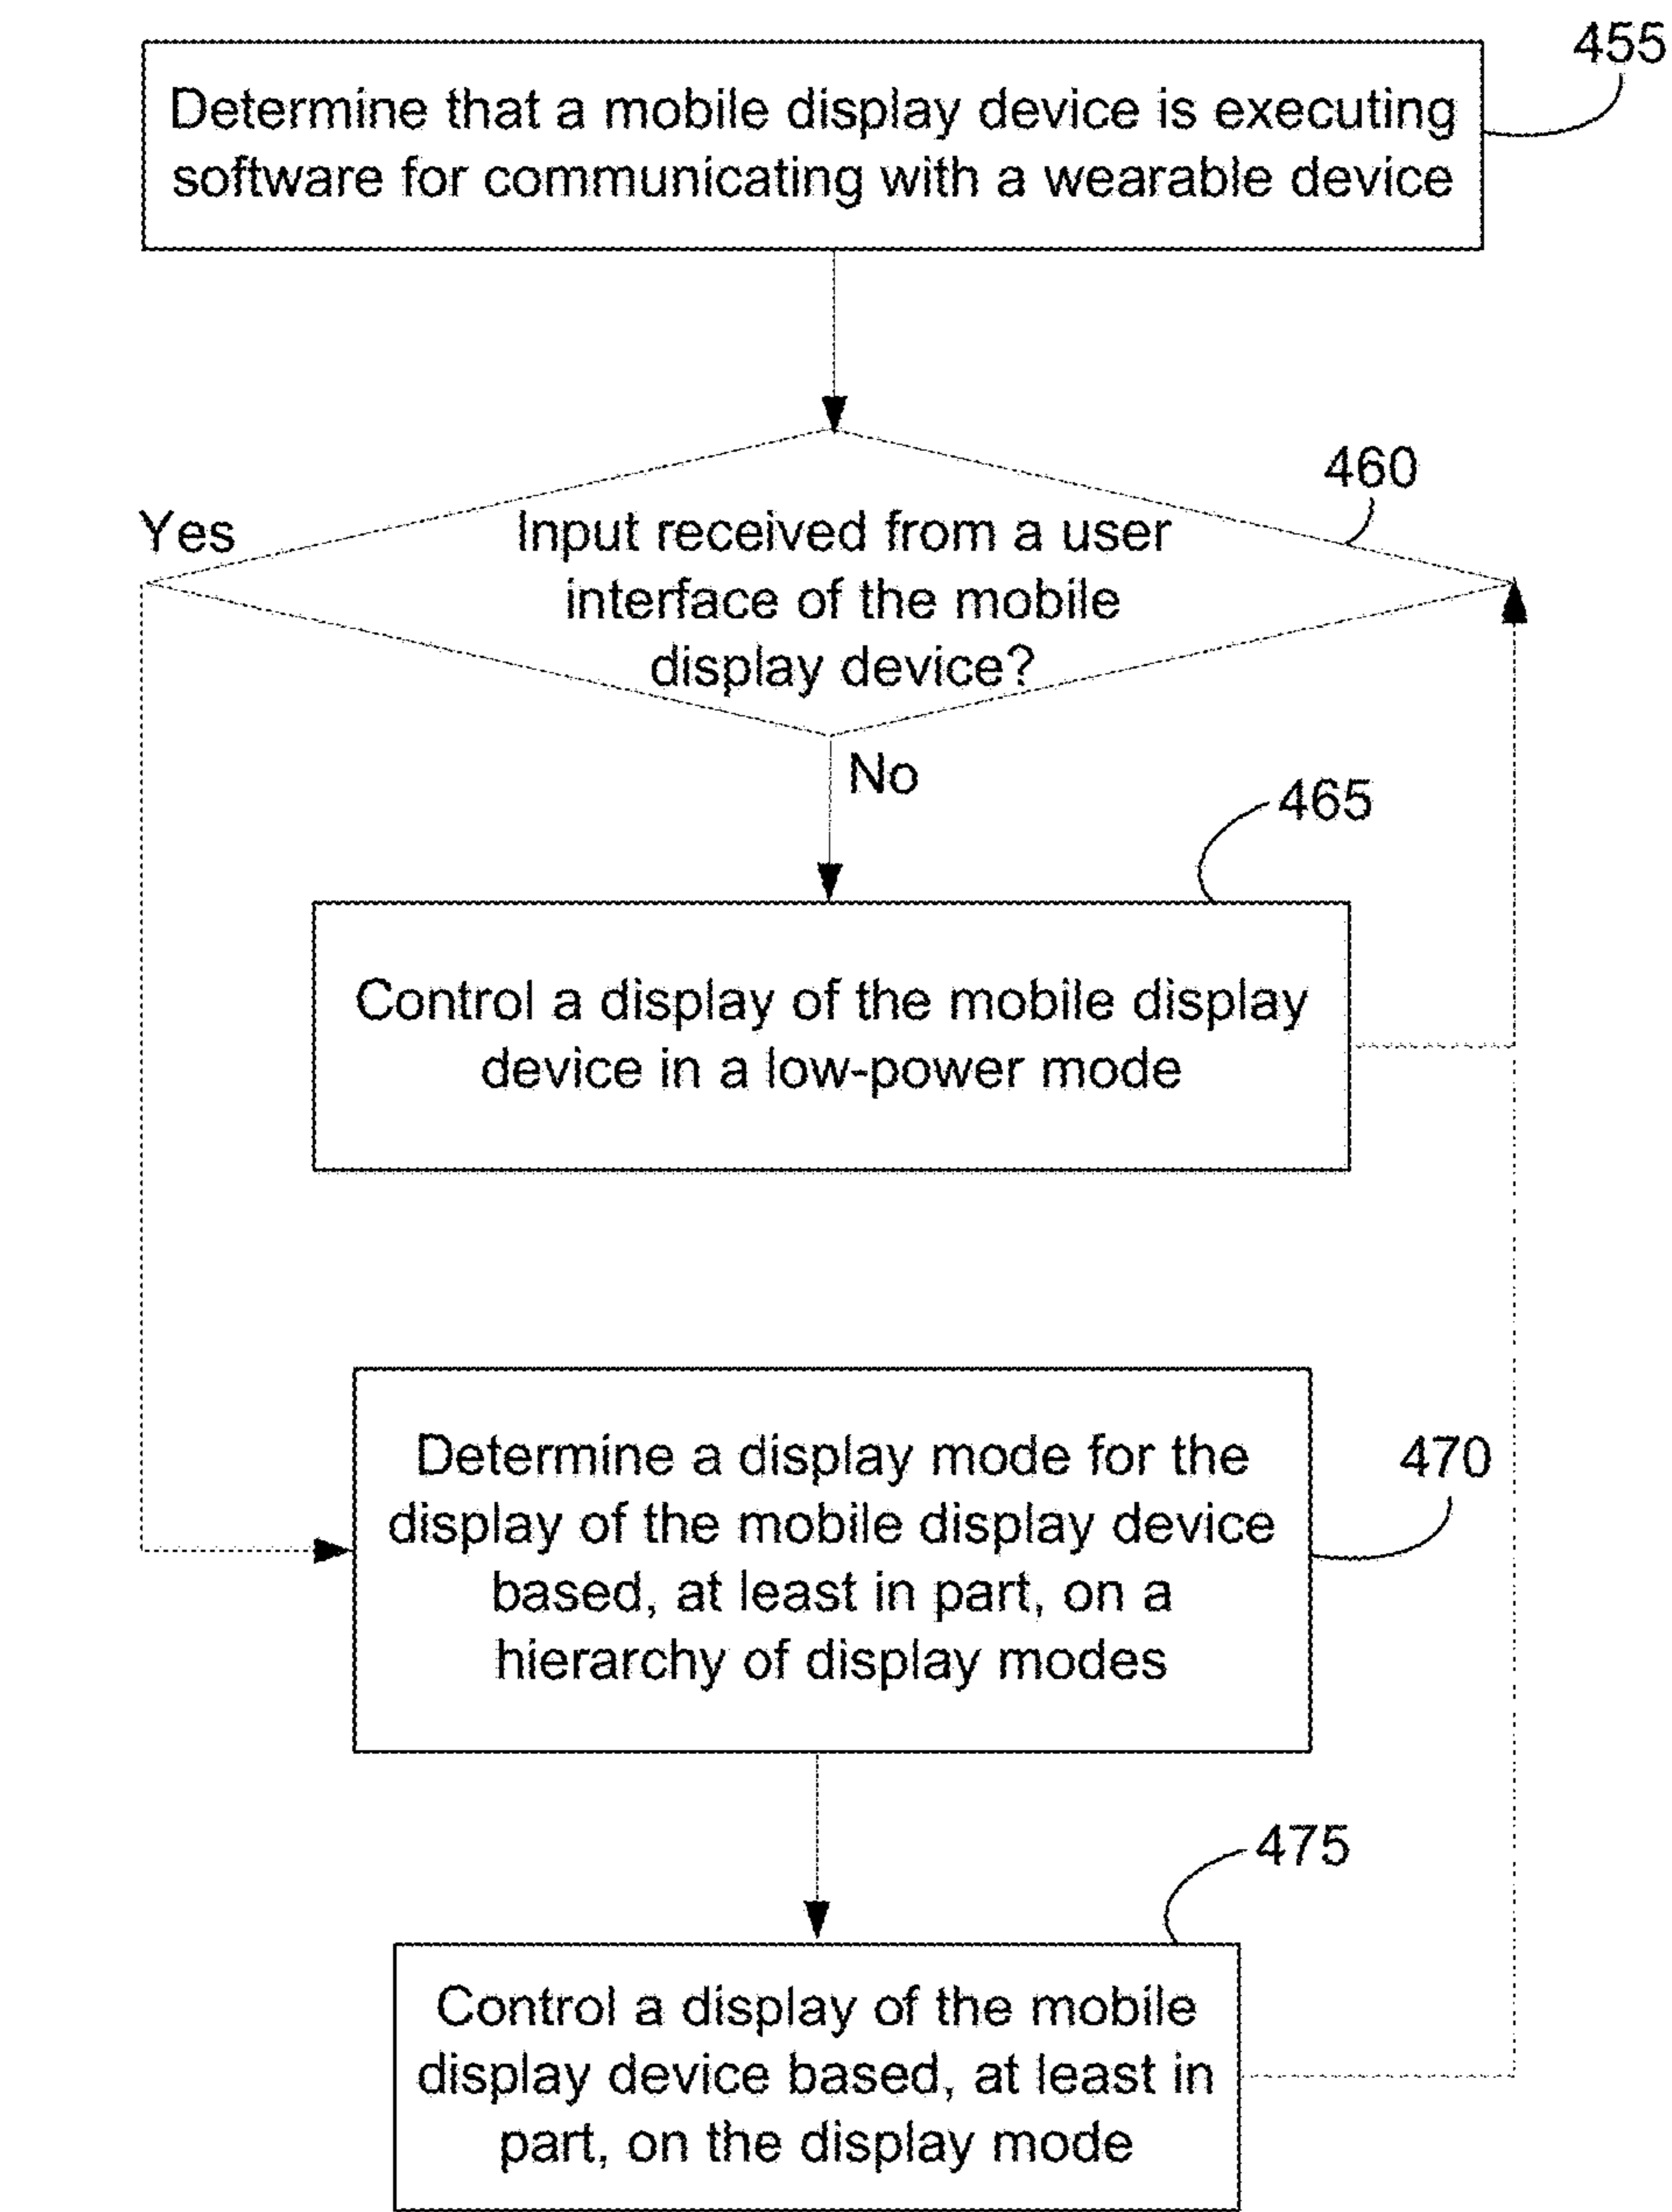 455
Determine that a mobile display device is executing
software for communicating with a wearable device
460
Yes
Input received from a user
interface of the mobile
display device?
No
465
Control a display of the mobile display
device in a low-power mode
Determine a display mode for the
display of the mobile display device
based, at least in part, on a
hierarchy of display modes
470
475
Control a display of the mobile
display device based, at least in
part, on the display mode